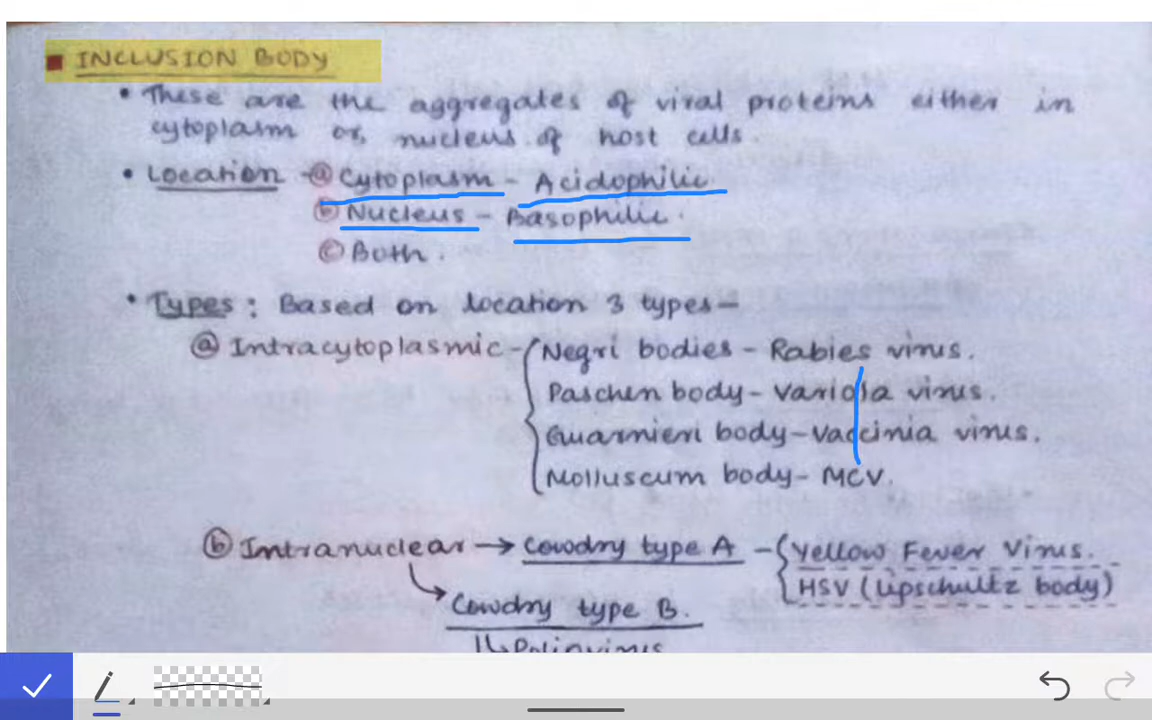 INCLUSION BODY
• These are the aggregates of viral proteins either in
cytoplasm or nucleus of host cells.
• Location - ⓐ Cytoplasm - Acidophilic
ⓑ Nucleus - Basophilic.
ⓒ Both.
• Types : Based on location 3 types-
ⓐ Intracytoplasmic - Negri bodies - Rabies virus.
Paschen body - Variola virus.
Guarnieri body - Vaccinia virus.
Molluscum body - MCV.
ⓑ Intranuclear → Cowdry type A - Yellow Fever Virus.
HSV (Lipschultz body)
Cowdry type B.
Poliovirus